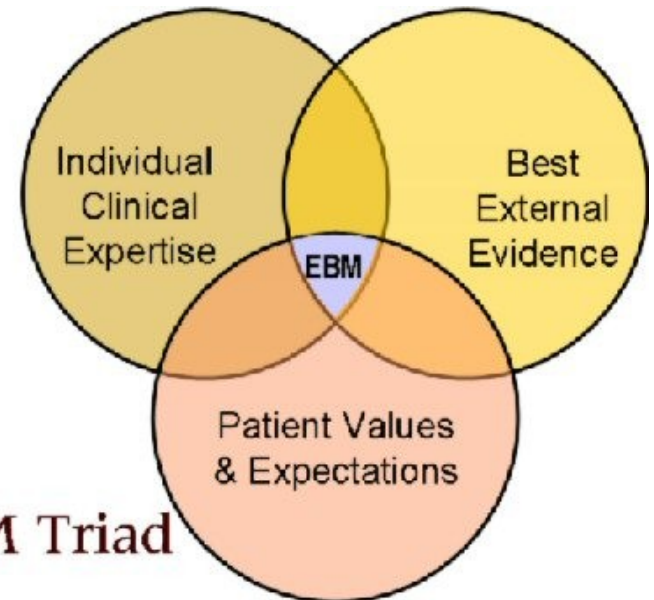 Individual
Clinical
Expertise
Best
External
Evidence
EBM
Patient Values
& Expectations
M Triad